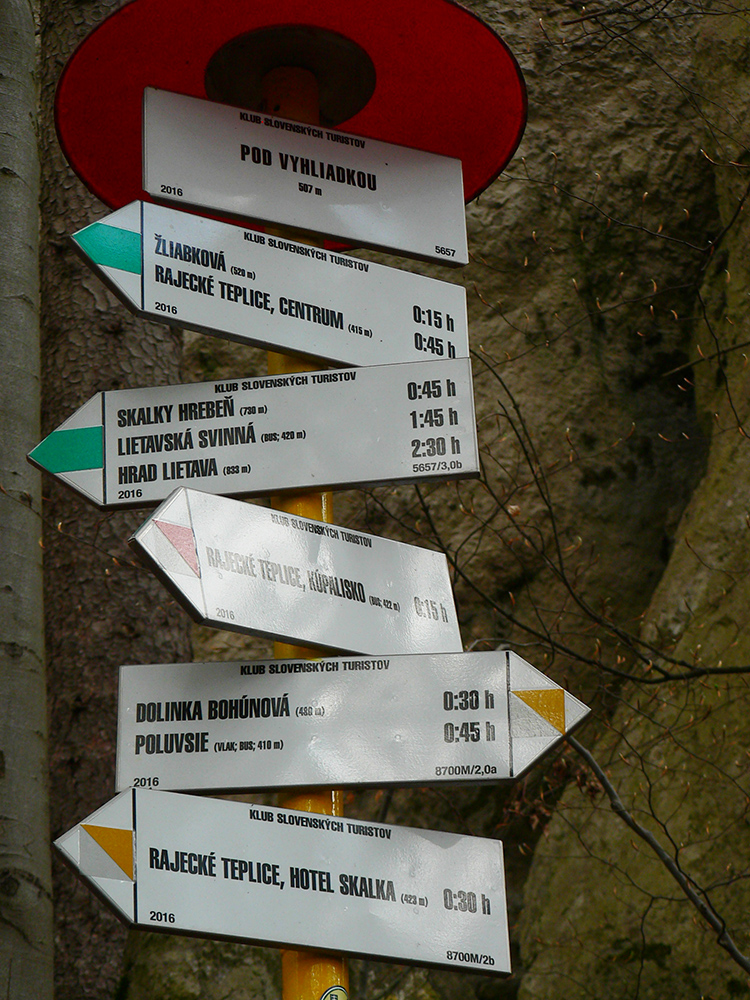 KLUB SLOVENSKÝCH TURISTOV
POD VYHLIADKOU
507 m
2016 5657
KLUB SLOVENSKÝCH TURISTOV
ŽLIABKOVÁ (520 m) 0:15 h
RAJECKÉ TEPLICE, CENTRUM (415 m) 0:45 h
2016
KLUB SLOVENSKÝCH TURISTOV
SKALKY HREBEŇ (730 m) 0:45 h
LIETAVSKÁ SVINNÁ (BUS; 420 m) 1:45 h
HRAD LIETAVA (633 m) 2:30 h
2016 5657/3,0b
KLUB SLOVENSKÝCH TURISTOV
RAJECKÉ TEPLICE, KÚPALISKO (BUS; 422 m) 0:15 h
2016
KLUB SLOVENSKÝCH TURISTOV
DOLINKA BOHÚNOVÁ (486 m) 0:30 h
POLUVSIE (VLAK; BUS; 410 m) 0:45 h
2016 8700M/2,0a
KLUB SLOVENSKÝCH TURISTOV
RAJECKÉ TEPLICE, HOTEL SKALKA (423 m) 0:30 h
2016 8700M/2b